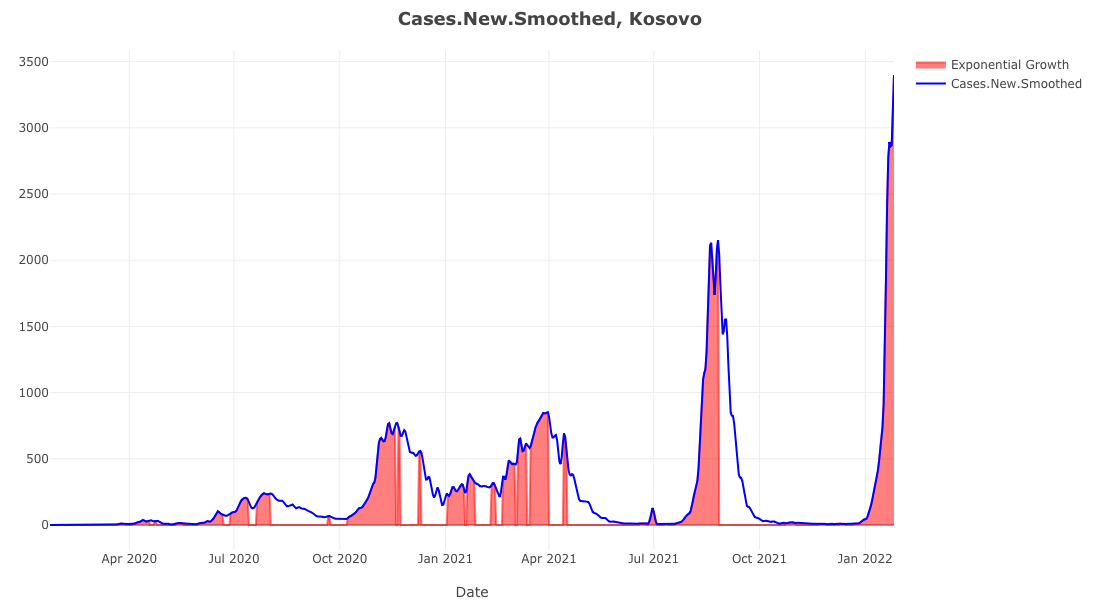 Cases.New.Smoothed, Kosovo
Exponential Growth
Cases.New.Smoothed
3500
3000
2500
2000
1500
1000
500
0
Apr 2020 Jul 2020 Oct 2020 Jan 2021 Apr 2021 Jul 2021 Oct 2021 Jan 2022
Date